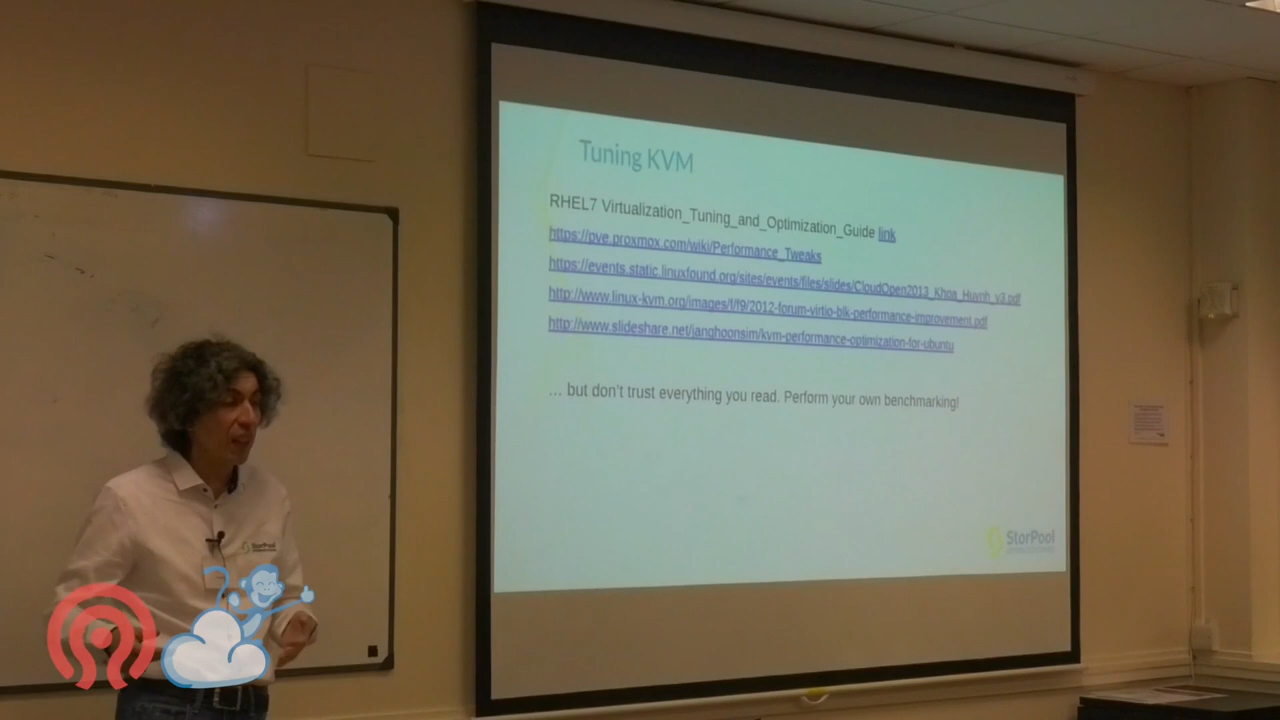 Tuning KVM
RHEL7 Virtualization_Tuning_and_Optimization_Guide link
https://pve.proxmox.com/wiki/Performance_Tweaks
https://events.static.linuxfound.org/sites/events/files/slides/CloudOpen2013_Khoa_Huynh_v3.pdf
http://www.linux-kvm.org/images/f/f9/2012-forum-virtio-blk-performance-improvement.pdf
http://www.slideshare.net/janghoonsim/kvm-performance-optimization-for-ubuntu
… but don't trust everything you read. Perform your own benchmarking!
StorPool
StorPool